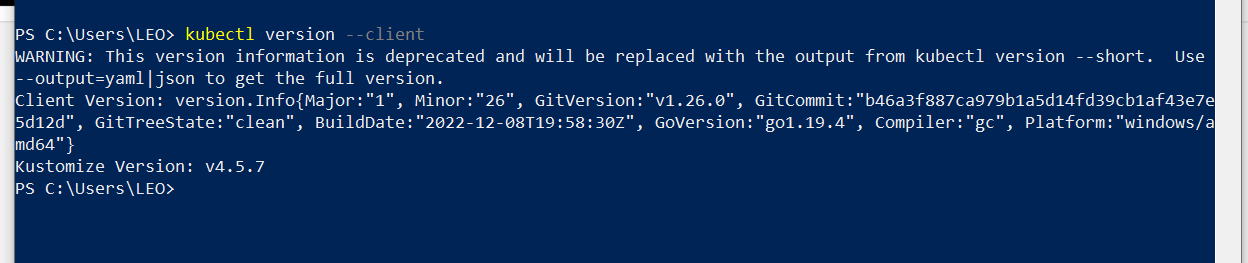 PS C:\Users\LEO> kubectl version --client
WARNING: This version information is deprecated and will be replaced with the output from kubectl version --short.  Use
--output=yaml|json to get the full version.
Client Version: version.Info{Major:"1", Minor:"26", GitVersion:"v1.26.0", GitCommit:"b46a3f887ca979b1a5d14fd39cb1af43e7e
5d12d", GitTreeState:"clean", BuildDate:"2022-12-08T19:58:30Z", GoVersion:"go1.19.4", Compiler:"gc", Platform:"windows/a
md64"}
Kustomize Version: v4.5.7
PS C:\Users\LEO>